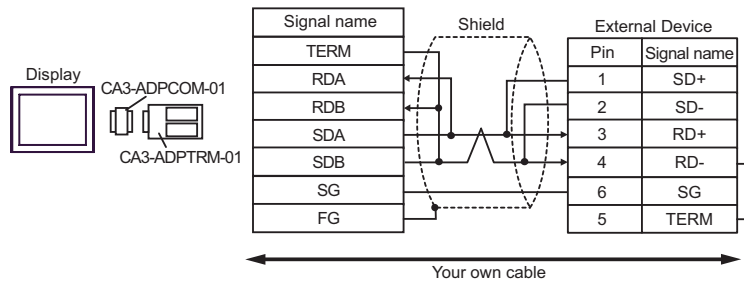 Display
CA3-ADPCOM-01
CA3-ADPTRM-01
Shield
Signal name
TERM
RDA
RDB
SDA
SDB
SG
FG
External Device
Pin Signal name
1 SD+
2 SD-
3 RD+
4 RD-
6 SG
5 TERM
Your own cable